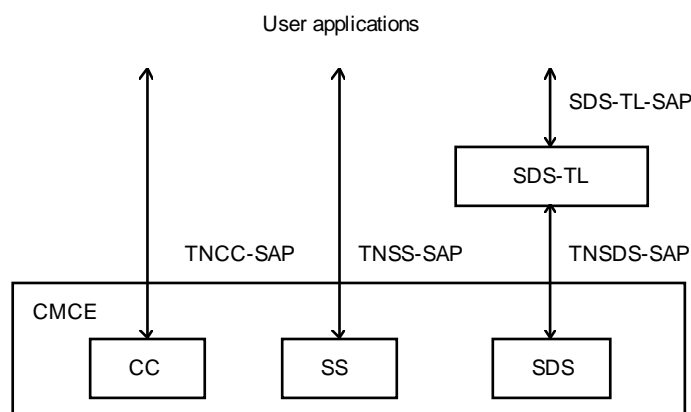 User applications
SDS-TL-SAP
SDS-TL
TNCC-SAP
TNSS-SAP
TNSDS-SAP
CMCE
CC
SS
SDS